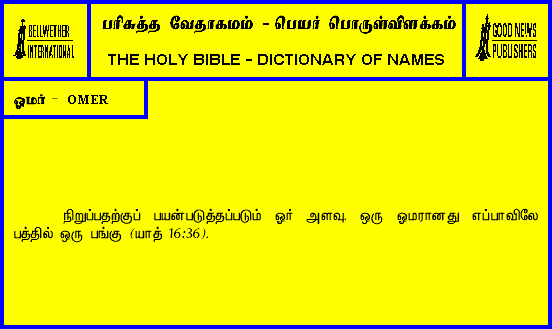 BELLWETHER
INTERNATIONAL
பரிசுத்த வேதாகமம் - பெயர் பொருள்விளக்கம்
THE HOLY BIBLE - DICTIONARY OF NAMES
GOOD NEWS
PUBLISHERS
ஓமர் - OMER
நிறுப்பதற்குப் பயன்படுத்தப்படும் ஓர் அளவு. ஒரு ஓமரானது எப்பாவிலே
பத்தில் ஒரு பங்கு (யாத் 16:36).